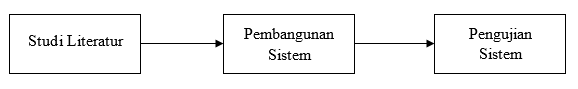 Studi Literatur
Pembangunan
Sistem
Pengujian
Sistem